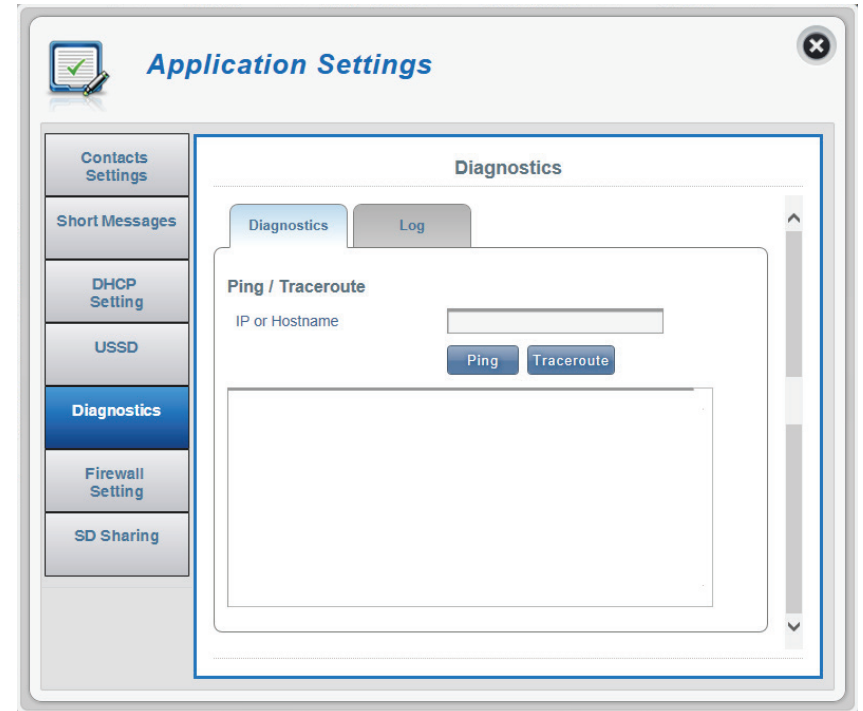 Application Settings
Contacts
Settings
Short Messages
DHCP
Setting
USSD
Diagnostics
Firewall
Setting
SD Sharing
Diagnostics
Diagnostics
Log
Ping / Traceroute
IP or Hostname
Ping
Traceroute